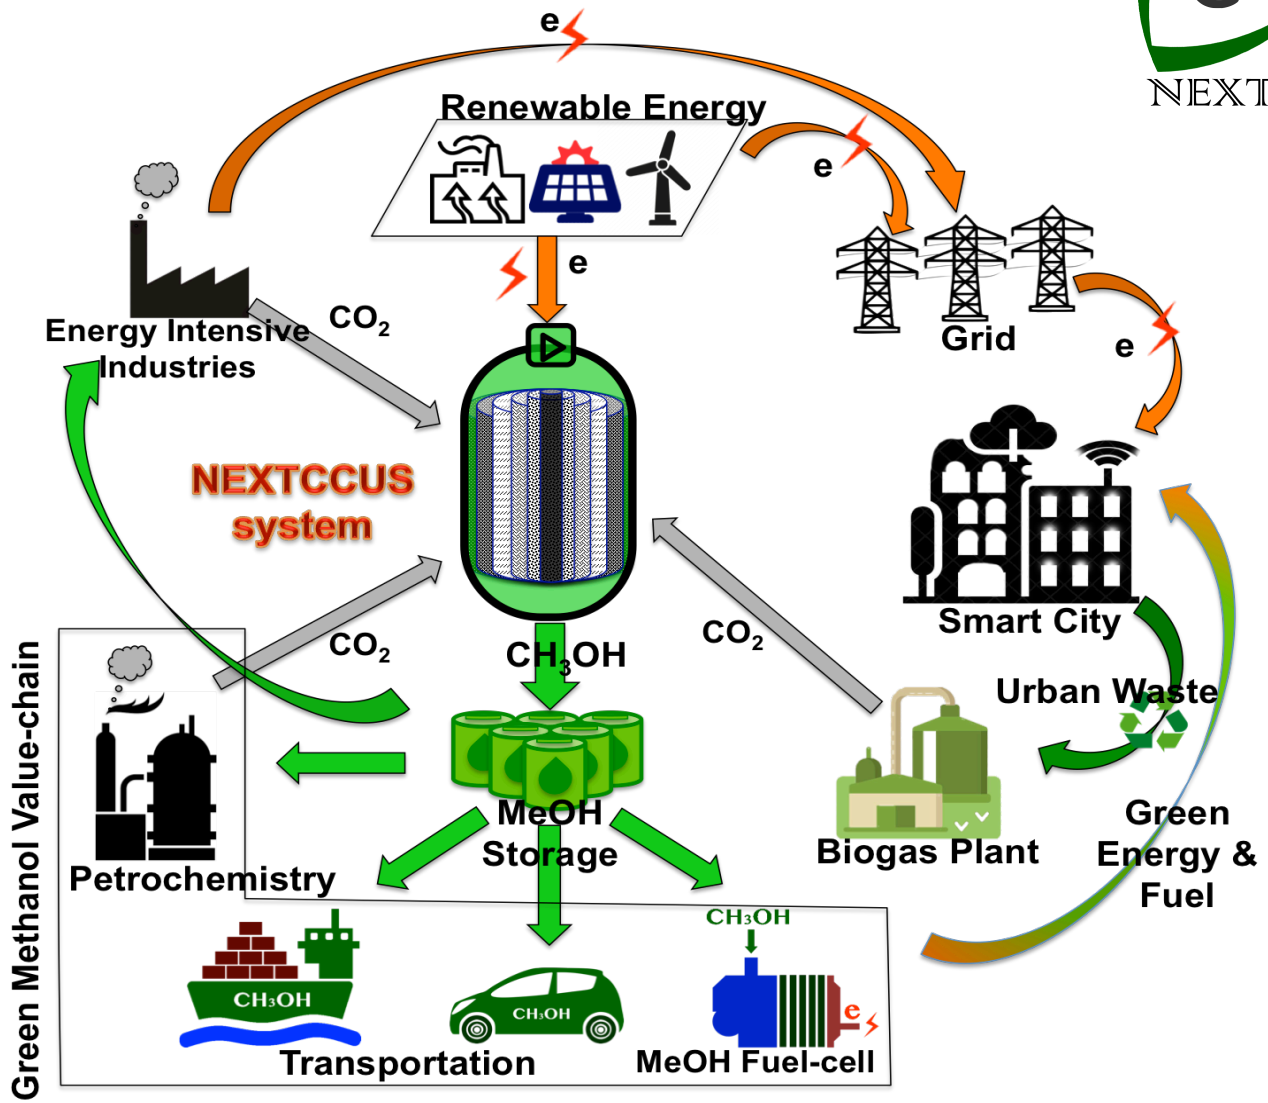 e
NEXT
Renewable Energy
e
e
Energy Intensive
Industries
CO2
Grid
e
NEXTCCUS
system
Smart City
CO2
CO2
CH3OH
Urban Waste
MeOH
Storage
Biogas Plant
Green
Energy &
Fuel
Petrochemistry
Green Methanol Value-chain
CH3OH
CH3OH
CH3OH
e
Transportation
MeOH Fuel-cell